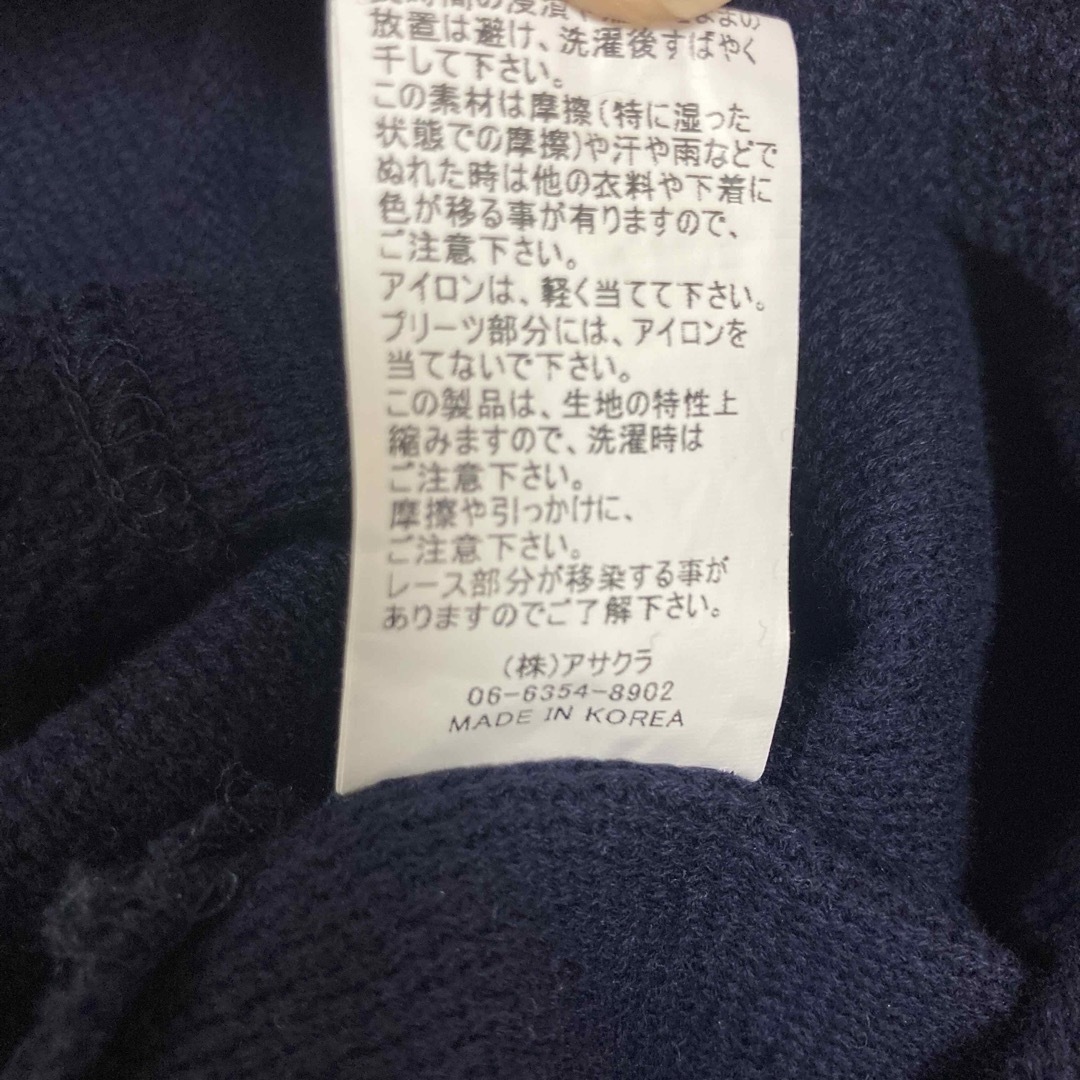 長時間の浸漬や
放置は避け、洗濯後すばやく
干して下さい。
この素材は摩擦(特に湿った
状態での摩擦)や汗や雨などで
ぬれた時は他の衣料や下着に
色が移る事が有りますので、
ご注意下さい。
アイロンは、軽く当てて下さい。
プリーツ部分には、アイロンを
当てないで下さい。
この製品は、生地の特性上
縮みますので、洗濯時は
ご注意下さい。
摩擦や引っかけに、
ご注意下さい。
レース部分が移染する事が
ありますのでご了解下さい。
(株)アサクラ
06-6354-8902
MADE IN KOREA